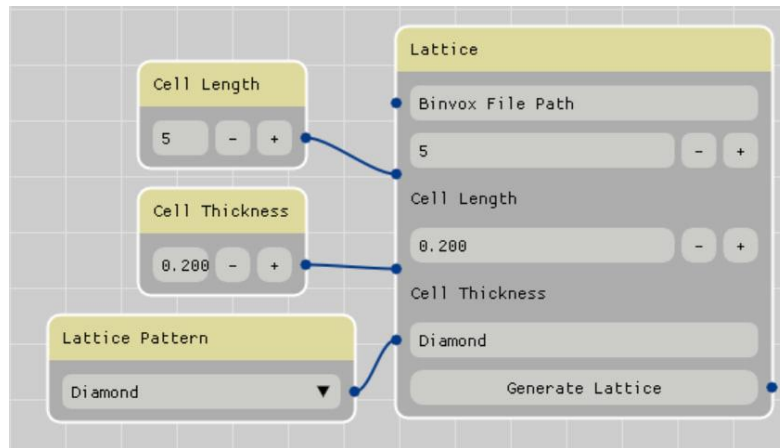 Cell Length
5 - +
Cell Thickness
0.200 - +
Lattice Pattern
Diamond ▼
Lattice
Binvox File Path
5 - +
Cell Length
0.200 - +
Cell Thickness
Diamond
Generate Lattice